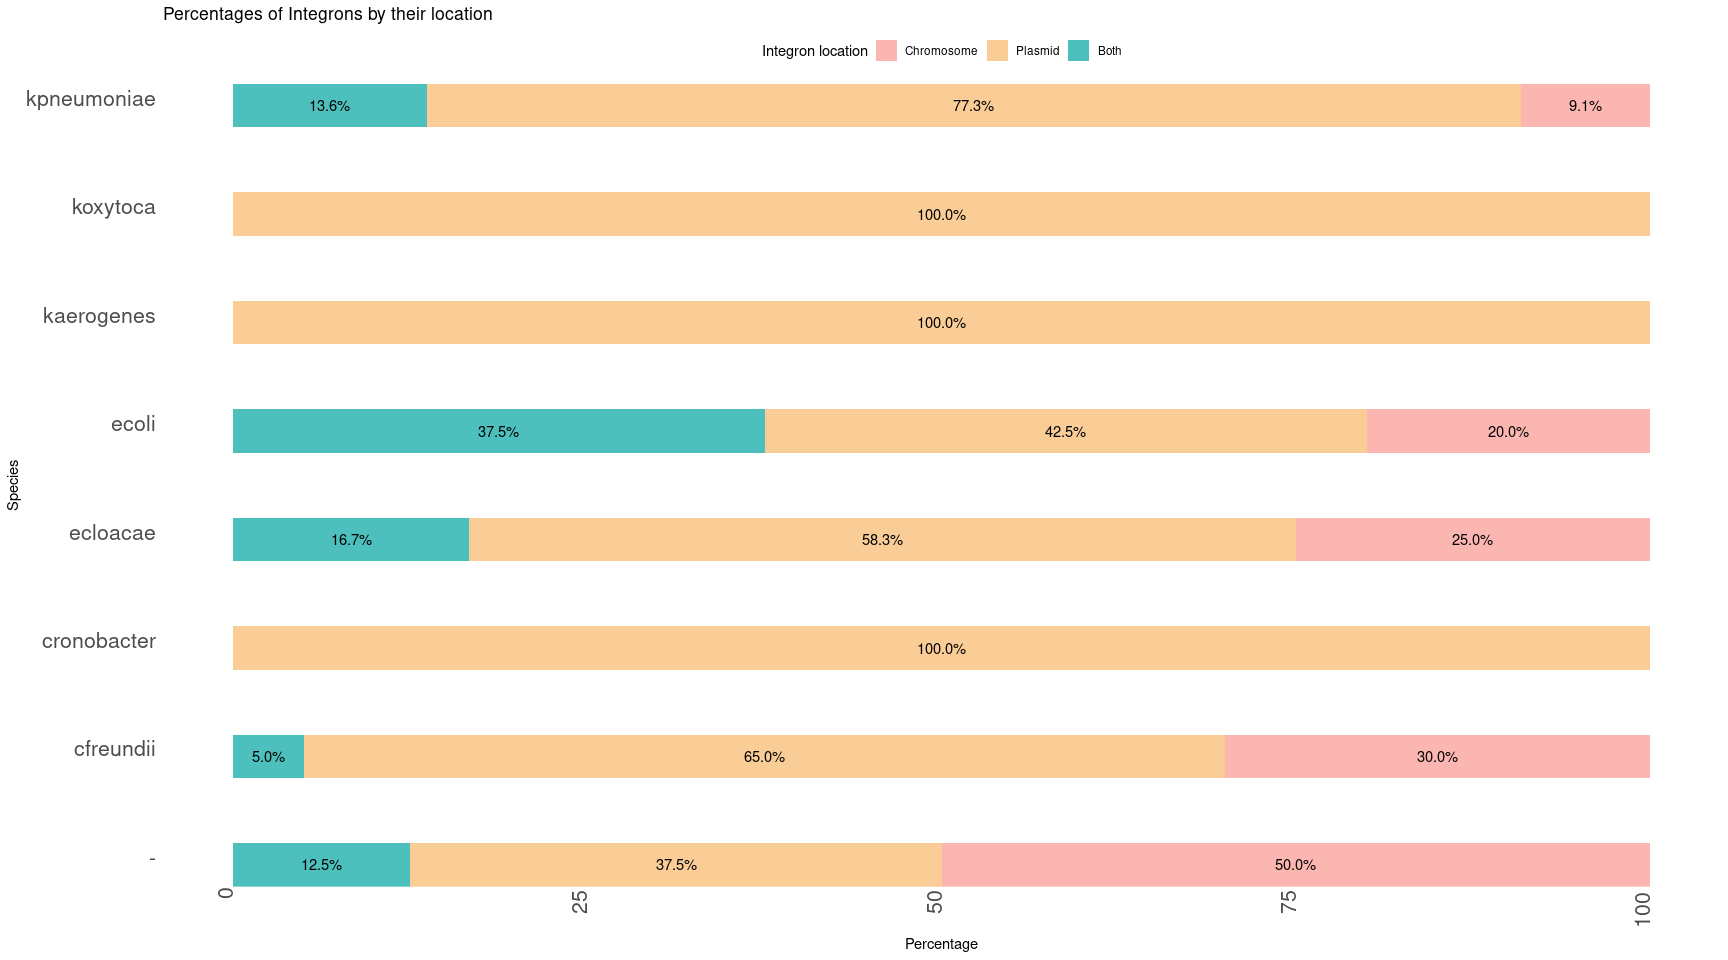 Percentages of Integrons by their location
Integron location Chromosome Plasmid Both
kpneumoniae 13.6% 77.3% 9.1%
koxytoca 100.0%
kaerogenes 100.0%
ecoli 37.5% 42.5% 20.0%
Species
ecloacae 16.7% 58.3% 25.0%
cronobacter 100.0%
cfreundii 5.0% 65.0% 30.0%
- 12.5% 37.5% 50.0%
0 25 50 75 100
Percentage